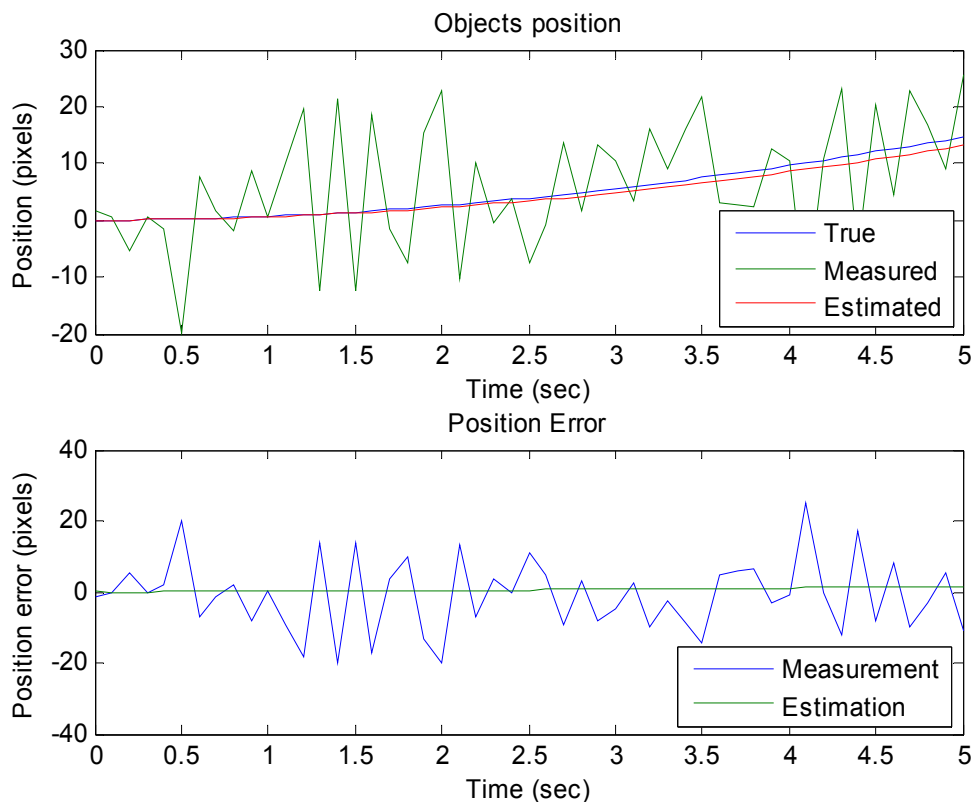 Objects position
Position (pixels)
30
20
10
0
-10
-20
True
Measured
Estimated
0 0.5 1 1.5 2 2.5 3 3.5 4 4.5 5
Time (sec)
Position Error
Position error (pixels)
40
20
0
-20
-40
Measurement
Estimation
0 0.5 1 1.5 2 2.5 3 3.5 4 4.5 5
Time (sec)